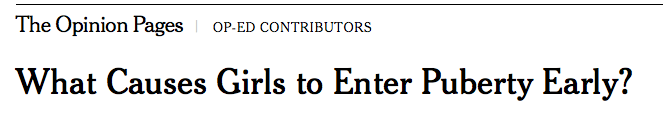 The Opinion Pages | OP-ED CONTRIBUTORS
What Causes Girls to Enter Puberty Early?